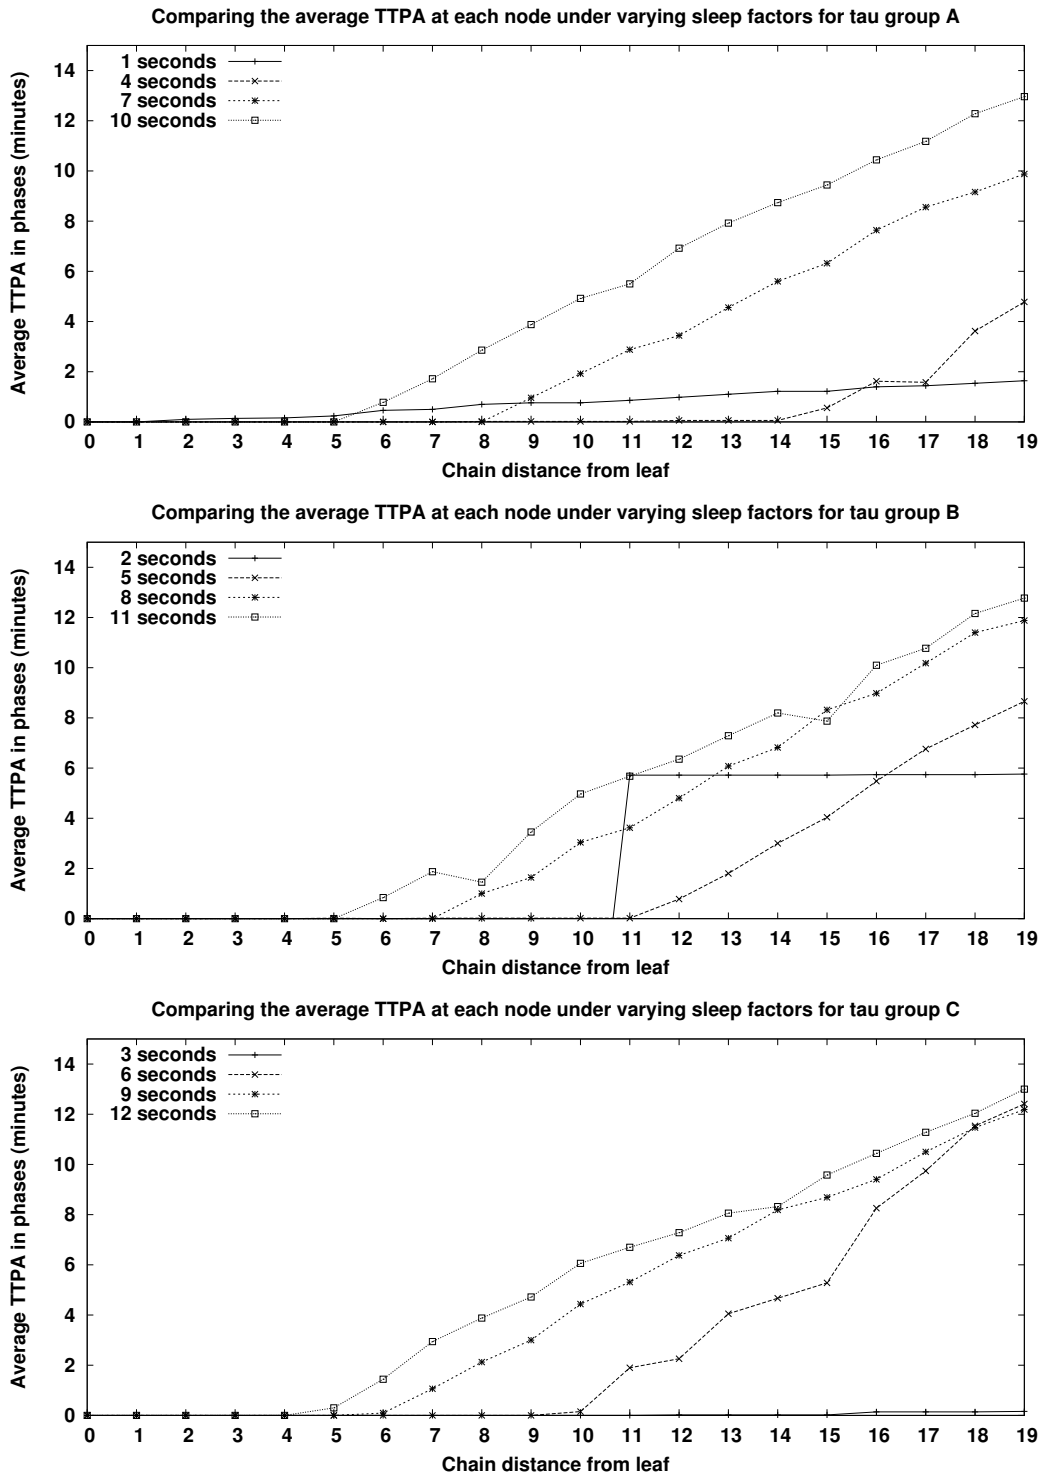 Comparing the average TTPA at each node under varying sleep factors for tau group A
Average TTPA in phases (minutes)
14
12
10
8
6
4
2
0
1 seconds
4 seconds
7 seconds
10 seconds
0 1 2 3 4 5 6 7 8 9 10 11 12 13 14 15 16 17 18 19
Chain distance from leaf
Comparing the average TTPA at each node under varying sleep factors for tau group B
Average TTPA in phases (minutes)
14
12
10
8
6
4
2
0
2 seconds
5 seconds
8 seconds
11 seconds
0 1 2 3 4 5 6 7 8 9 10 11 12 13 14 15 16 17 18 19
Chain distance from leaf
Comparing the average TTPA at each node under varying sleep factors for tau group C
Average TTPA in phases (minutes)
14
12
10
8
6
4
2
0
3 seconds
6 seconds
9 seconds
12 seconds
0 1 2 3 4 5 6 7 8 9 10 11 12 13 14 15 16 17 18 19
Chain distance from leaf